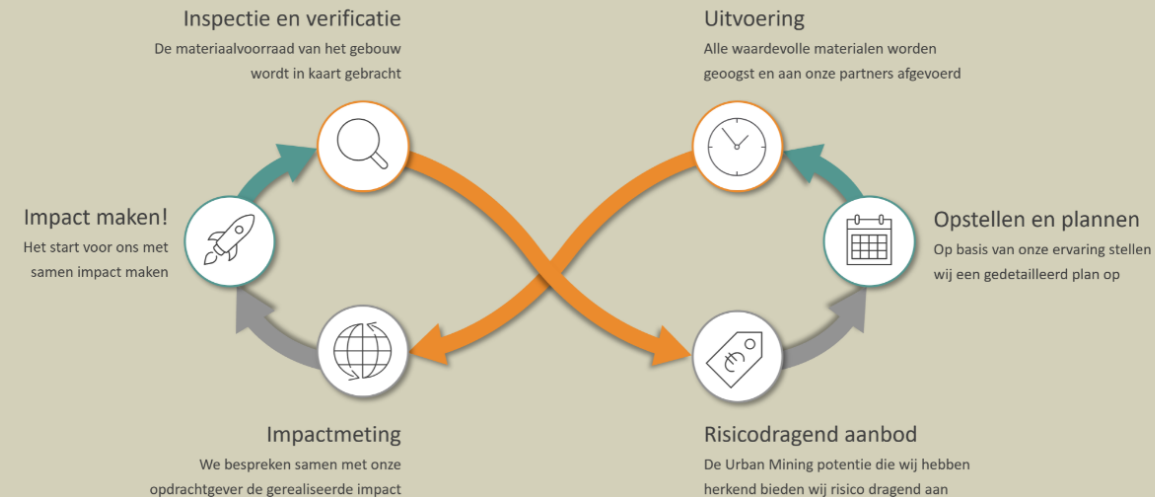 Inspectie en verificatie
De materiaalvoorraad van het gebouw
wordt in kaart gebracht
Uitvoering
Alle waardevolle materialen worden
geoogst en aan onze partners afgevoerd
Impact maken!
Het start voor ons met
samen impact maken
Opstellen en plannen
Op basis van onze ervaring stellen
wij een gedetailleerd plan op
Impactmeting
We bespreken samen met onze
opdrachtgever de gerealiseerde impact
Risicodragend aanbod
De Urban Mining potentie die wij hebben
herkend bieden wij risico dragend aan